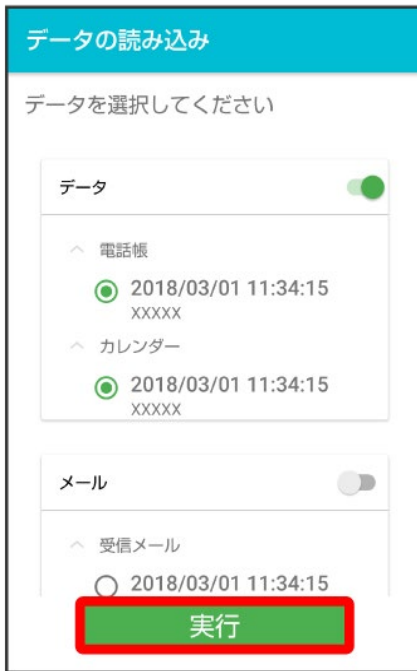 データの読み込み
データを選択してください
データ
電話帳
2018/03/01 11:34:15
XXXXX
カレンダー
2018/03/01 11:34:15
XXXXX
メール
受信メール
2018/03/01 11:34:15
実行